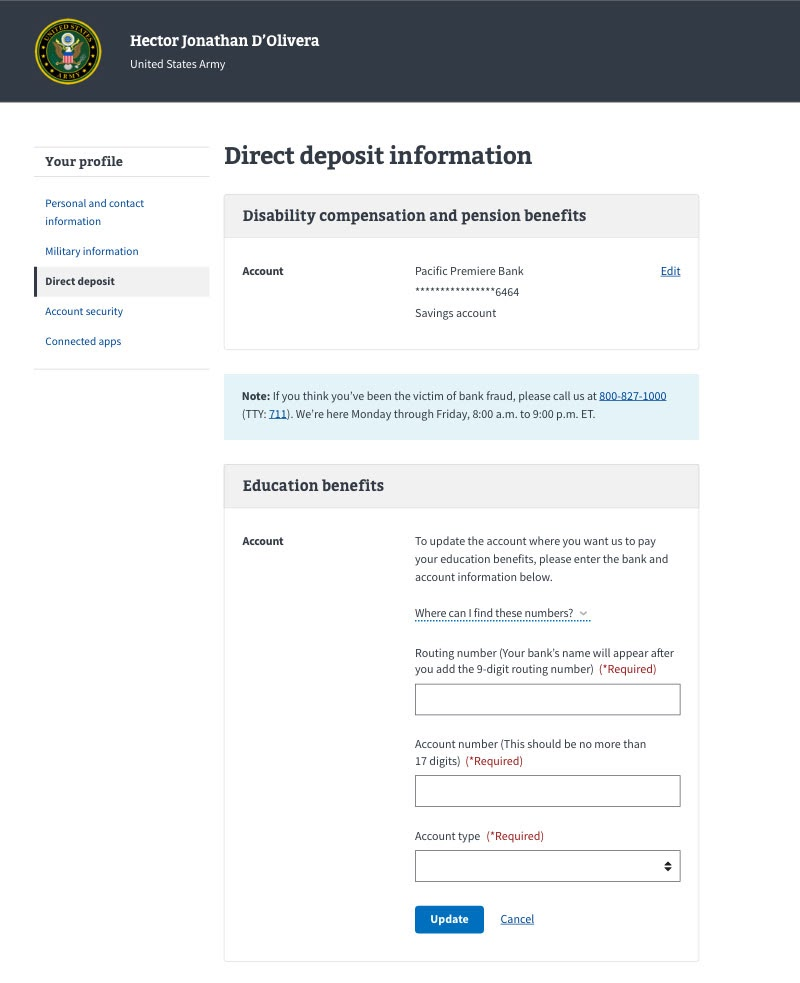 UNITED STATES
ARMY
Hector Jonathan D’Olivera
United States Army
Your profile
Personal and contact
information
Military information
Direct deposit
Account security
Connected apps
Direct deposit information
Disability compensation and pension benefits
Account
Pacific Premiere Bank
Edit
****************6464
Savings account
Note: If you think you’ve been the victim of bank fraud, please call us at 800-827-1000
(TTY: 711). We’re here Monday through Friday, 8:00 a.m. to 9:00 p.m. ET.
Education benefits
Account
To update the account where you want us to pay
your education benefits, please enter the bank and
account information below.
Where can I find these numbers?
Routing number (Your bank’s name will appear after
you add the 9-digit routing number) (*Required)
Account number (This should be no more than
17 digits) (*Required)
Account type (*Required)
Update
Cancel